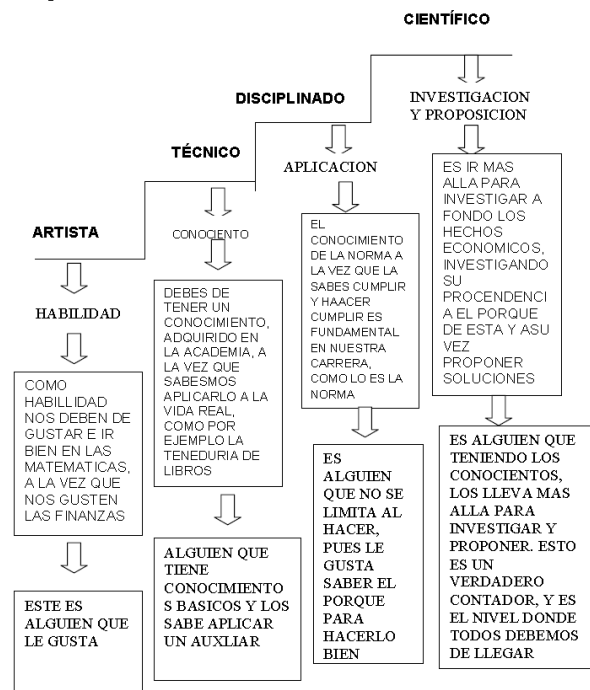 CIENTÍFICO
INVESTIGACION
Y PROPOSICION
ES IR MAS
ALLA PARA
INVESTIGAR A
FONDO LOS
HECHOS
ECONOMICOS,
INVESTIGANDO
SU
PROCENDENCI
A EL PORQUE
DE ESTA Y ASU
VEZ
PROPONER
SOLUCIONES
ES ALGUIEN QUE
TENIENDO LOS
CONOCIENTOS,
LOS LLEVA MAS
ALLA PARA
INVESTIGAR Y
PROPONER. ESTO
ES UN
VERDADERO
CONTADOR, Y ES
EL NIVEL DONDE
TODOS DEBEMOS
DE LLEGAR
DISCIPLINADO
APLICACION
EL
CONOCIMIENTO
DE LA NORMA A
LA VEZ QUE LA
SABES CUMPLIR
Y HAACER
CUMPLIR ES
FUNDAMENTAL
EN NUESTRA
CARRERA,
COMO LO ES LA
NORMA
ES
ALGUIEN
QUE NO SE
LIMITA AL
HACER,
PUES LE
GUSTA
SABER EL
PORQUE
PARA
HACERLO
BIEN
TÉCNICO
CONOCIENTO
DEBES DE
TENER UN
CONOCIMIENTO,
ADQUIRIDO EN
LA ACADEMIA, A
LA VEZ QUE
SABESMOS
APLICARLO A LA
VIDA REAL,
COMO POR
EJEMPLO LA
TENEDURIA DE
LIBROS
ALGUIEN QUE
TIENE
CONOCIMIENTO
S BASICOS Y LOS
SABE APLICAR
UN AUXLIAR
ARTISTA
HABILIDAD
COMO
HABILLIDAD
NOS DEBEN DE
GUSTAR E IR
BIEN EN LAS
MATEMATICAS,
A LA VEZ QUE
NOS GUSTEN
LAS FINANZAS
ESTE ES
ALGUIEN QUE
LE GUSTA